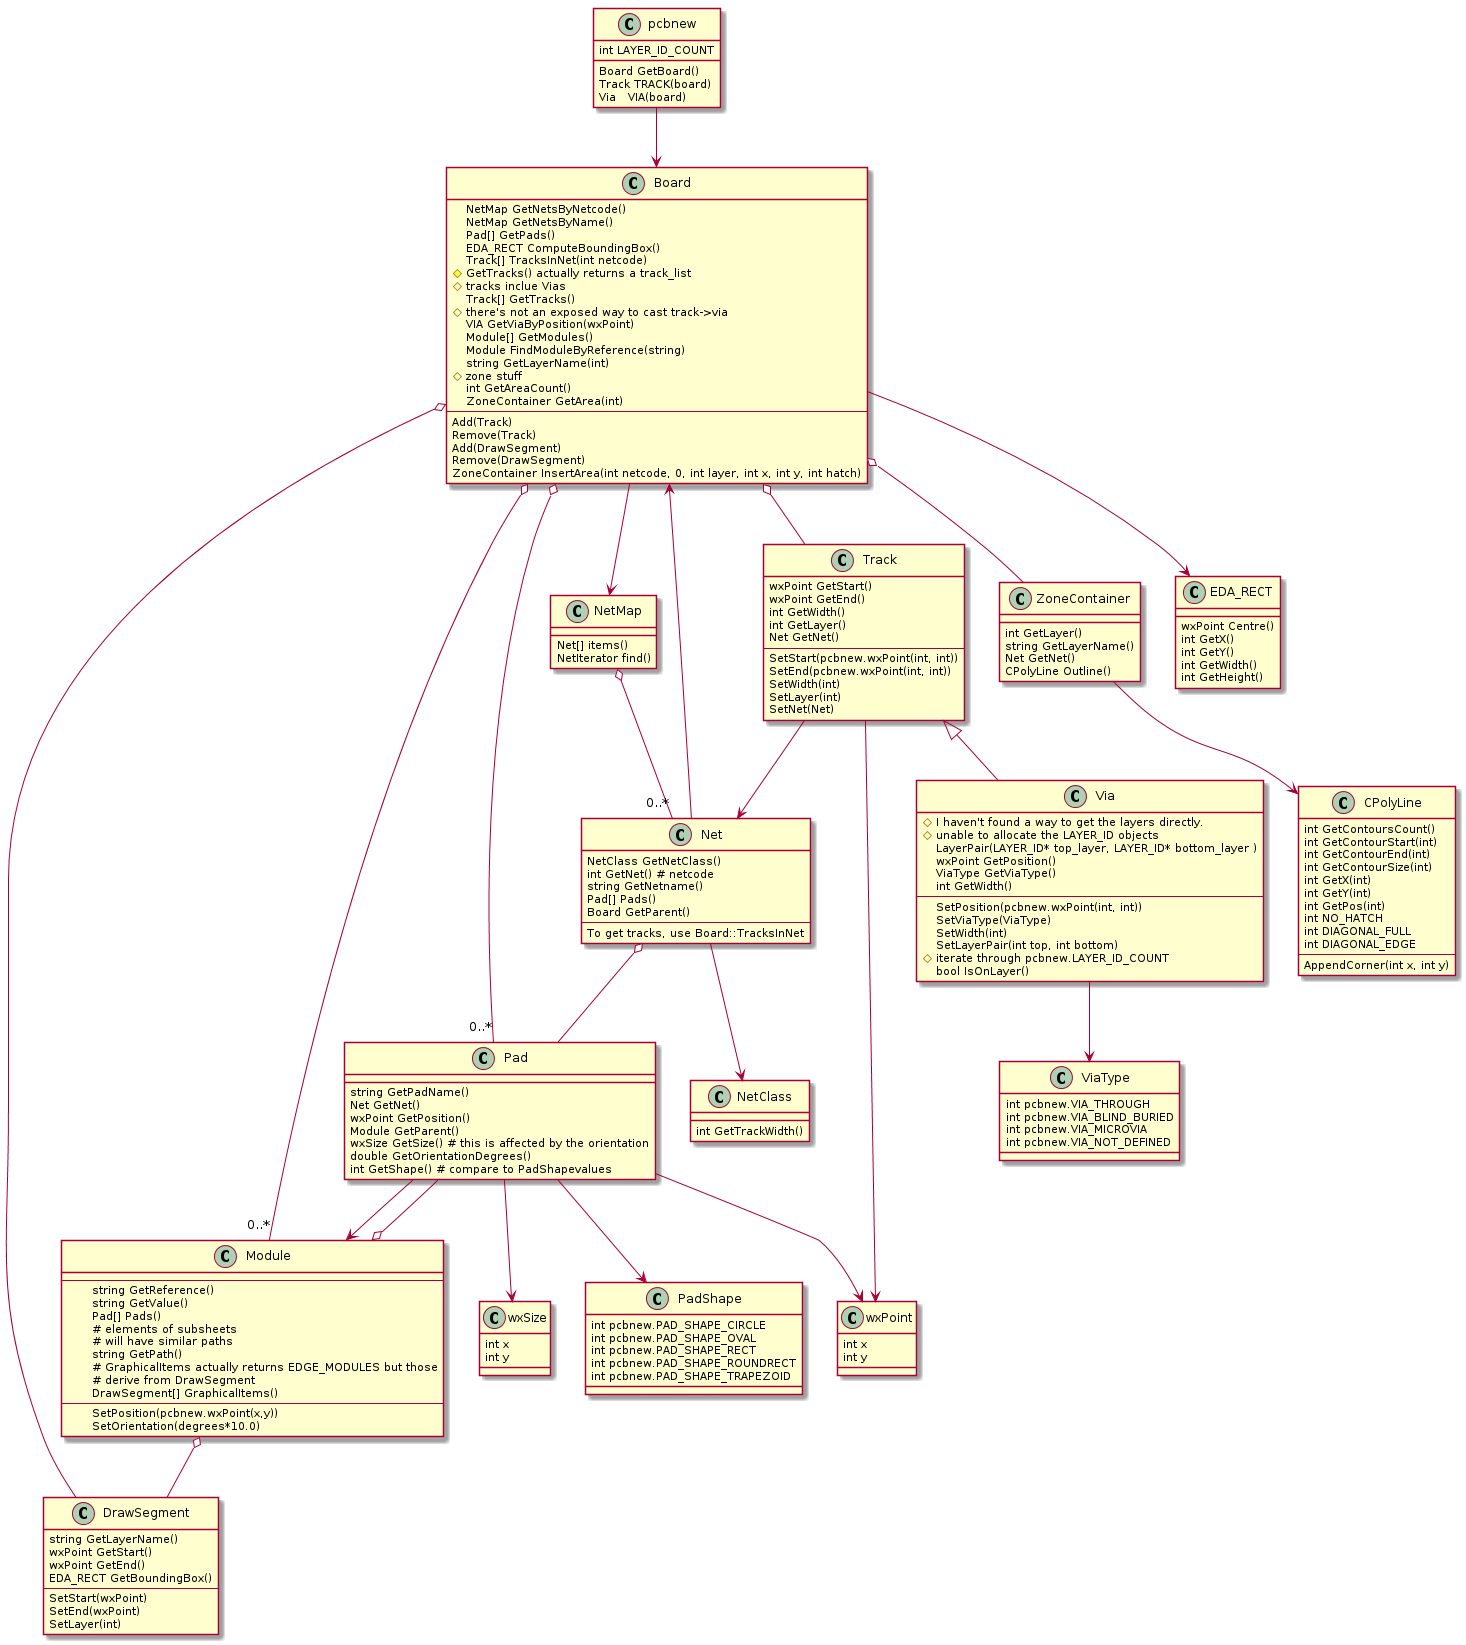 C pcbnew
int LAYER_ID_COUNT
Board GetBoard()
Track TRACK(board)
Via   VIA(board)
C Board
NetMap GetNetsByNetcode()
NetMap GetNetsByName()
Pad[] GetPads()
EDA_RECT ComputeBoundingBox()
Track[] TracksInNet(int netcode)
GetTracks() actually returns a track_list
tracks inclue Vias
Track[] GetTracks()
there's not an exposed way to cast track->via
VIA GetViaByPosition(wxPoint)
Module[] GetModules()
Module FindModuleByReference(string)
string GetLayerName(int)
zone stuff
int GetAreaCount()
ZoneContainer GetArea(int)
Add(Track)
Remove(Track)
Add(DrawSegment)
Remove(DrawSegment)
ZoneContainer InsertArea(int netcode, 0, int layer, int x, int y, int hatch)
C Track
wxPoint GetStart()
wxPoint GetEnd()
int GetWidth()
int GetLayer()
Net GetNet()
SetStart(pcbnew.wxPoint(int, int))
SetEnd(pcbnew.wxPoint(int, int))
SetWidth(int)
SetLayer(int)
SetNet(Net)
C ZoneContainer
int GetLayer()
string GetLayerName()
Net GetNet()
CPolyLine Outline()
C EDA_RECT
wxPoint Centre()
int GetX()
int GetY()
int GetWidth()
int GetHeight()
C NetMap
Net[] items()
NetIterator find()
0..*
C Net
NetClass GetNetClass()
int GetNet() # netcode
string GetNetname()
Pad[] Pads()
Board GetParent()
To get tracks, use Board::TracksInNet
C Via
I haven't found a way to get the layers directly.
unable to allocate the LAYER_ID objects
LayerPair(LAYER_ID* top_layer, LAYER_ID* bottom_layer )
wxPoint GetPosition()
ViaType GetViaType()
int GetWidth()
SetPosition(pcbnew.wxPoint(int, int))
SetViaType(ViaType)
SetWidth(int)
SetLayerPair(int top, int bottom)
iterate through pcbnew.LAYER_ID_COUNT
bool IsOnLayer()
C CPolyLine
int GetContoursCount()
int GetContourStart(int)
int GetContourEnd(int)
int GetContourSize(int)
int GetX(int)
int GetY(int)
int GetPos(int)
int NO_HATCH
int DIAGONAL_FULL
int DIAGONAL_EDGE
AppendCorner(int x, int y)
0..*
C Pad
string GetPadName()
Net GetNet()
wxPoint GetPosition()
Module GetParent()
wxSize GetSize() # this is affected by the orientation
double GetOrientationDegrees()
int GetShape() # compare to PadShapevalues
C NetClass
int GetTrackWidth()
C ViaType
int pcbnew.VIA_THROUGH
int pcbnew.VIA_BLIND_BURIED
int pcbnew.VIA_MICROVIA
int pcbnew.VIA_NOT_DEFINED
0..*
C Module
string GetReference()
string GetValue()
Pad[] Pads()
# elements of subsheets
# will have similar paths
string GetPath()
# GraphicalItems actually returns EDGE_MODULES but those
# derive from DrawSegment
DrawSegment[] GraphicalItems()
SetPosition(pcbnew.wxPoint(x,y))
SetOrientation(degrees*10.0)
C wxSize
int x
int y
C PadShape
int pcbnew.PAD_SHAPE_CIRCLE
int pcbnew.PAD_SHAPE_OVAL
int pcbnew.PAD_SHAPE_RECT
int pcbnew.PAD_SHAPE_ROUNDRECT
int pcbnew.PAD_SHAPE_TRAPEZOID
C wxPoint
int x
int y
C DrawSegment
string GetLayerName()
wxPoint GetStart()
wxPoint GetEnd()
EDA_RECT GetBoundingBox()
SetStart(wxPoint)
SetEnd(wxPoint)
SetLayer(int)